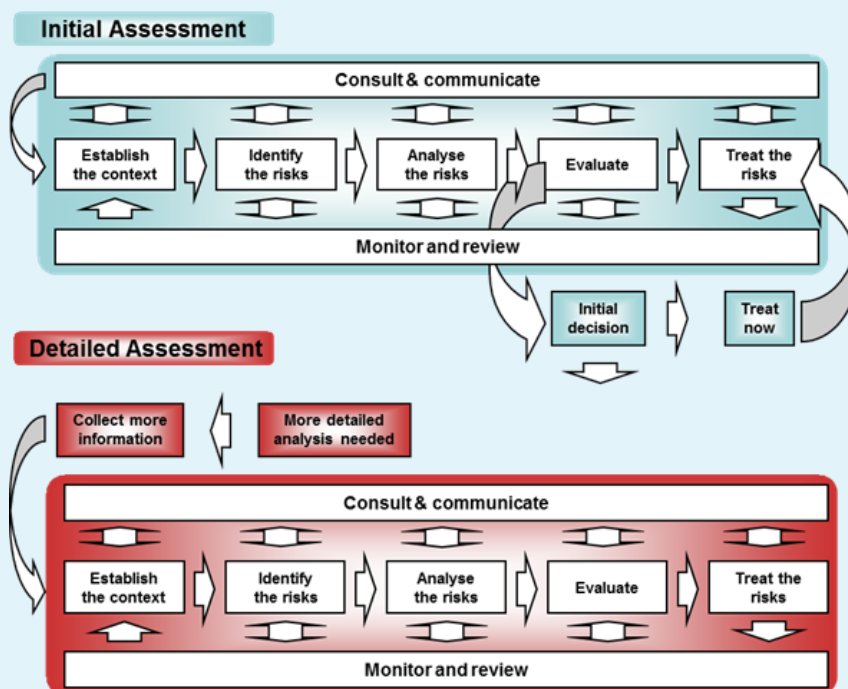 Initial Assessment
Consult & communicate
Establish
the context
Identify
the risks
Analyse
the risks
Evaluate
Treat the
risks
Monitor and review
Initial
decision
Treat
now
Detailed Assessment
Collect more
information
More detailed
analysis needed
Consult & communicate
Establish
the context
Identify
the risks
Analyse
the risks
Evaluate
Treat the
risks
Monitor and review